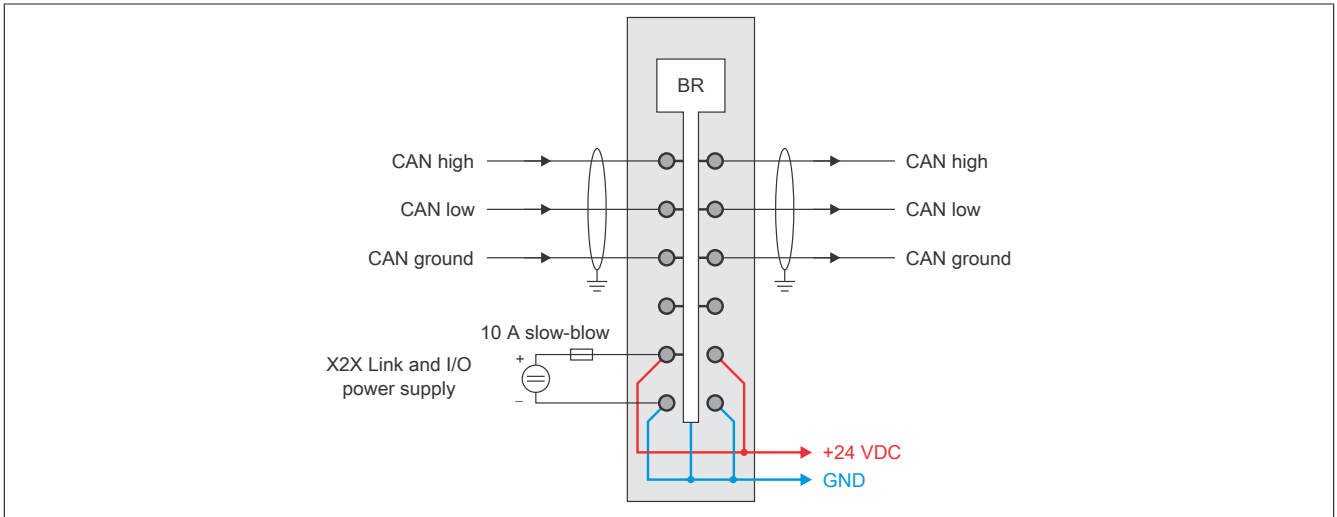 BR
CAN high
CAN high
CAN low
CAN low
CAN ground
CAN ground
10 A slow-blow
X2X Link and I/O
power supply
+
–
+24 VDC
GND